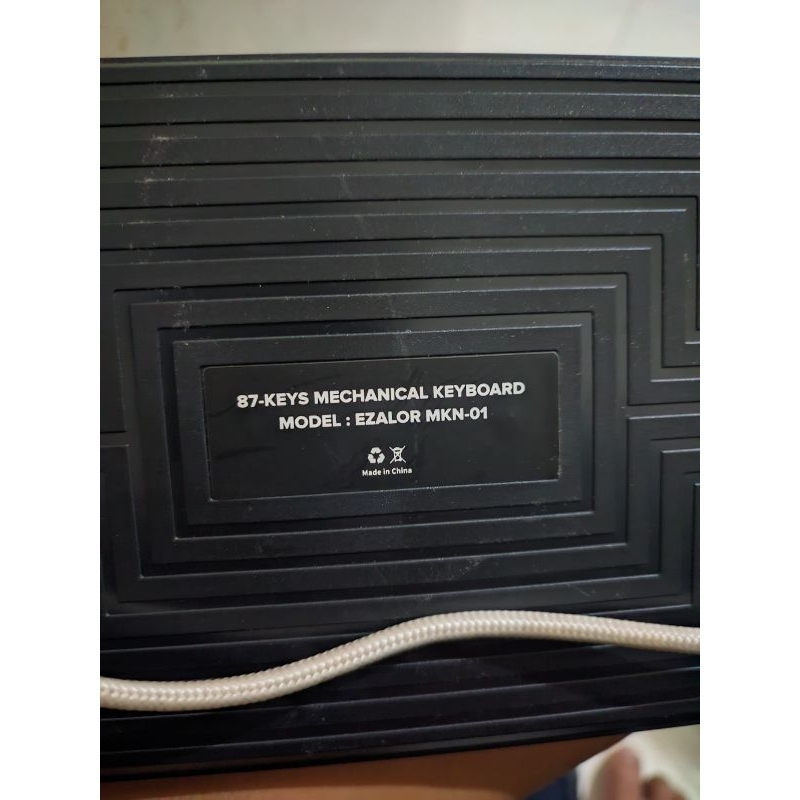 87-KEYS MECHANICAL KEYBOARD
MODEL : EZALOR MKN-01
Made in China